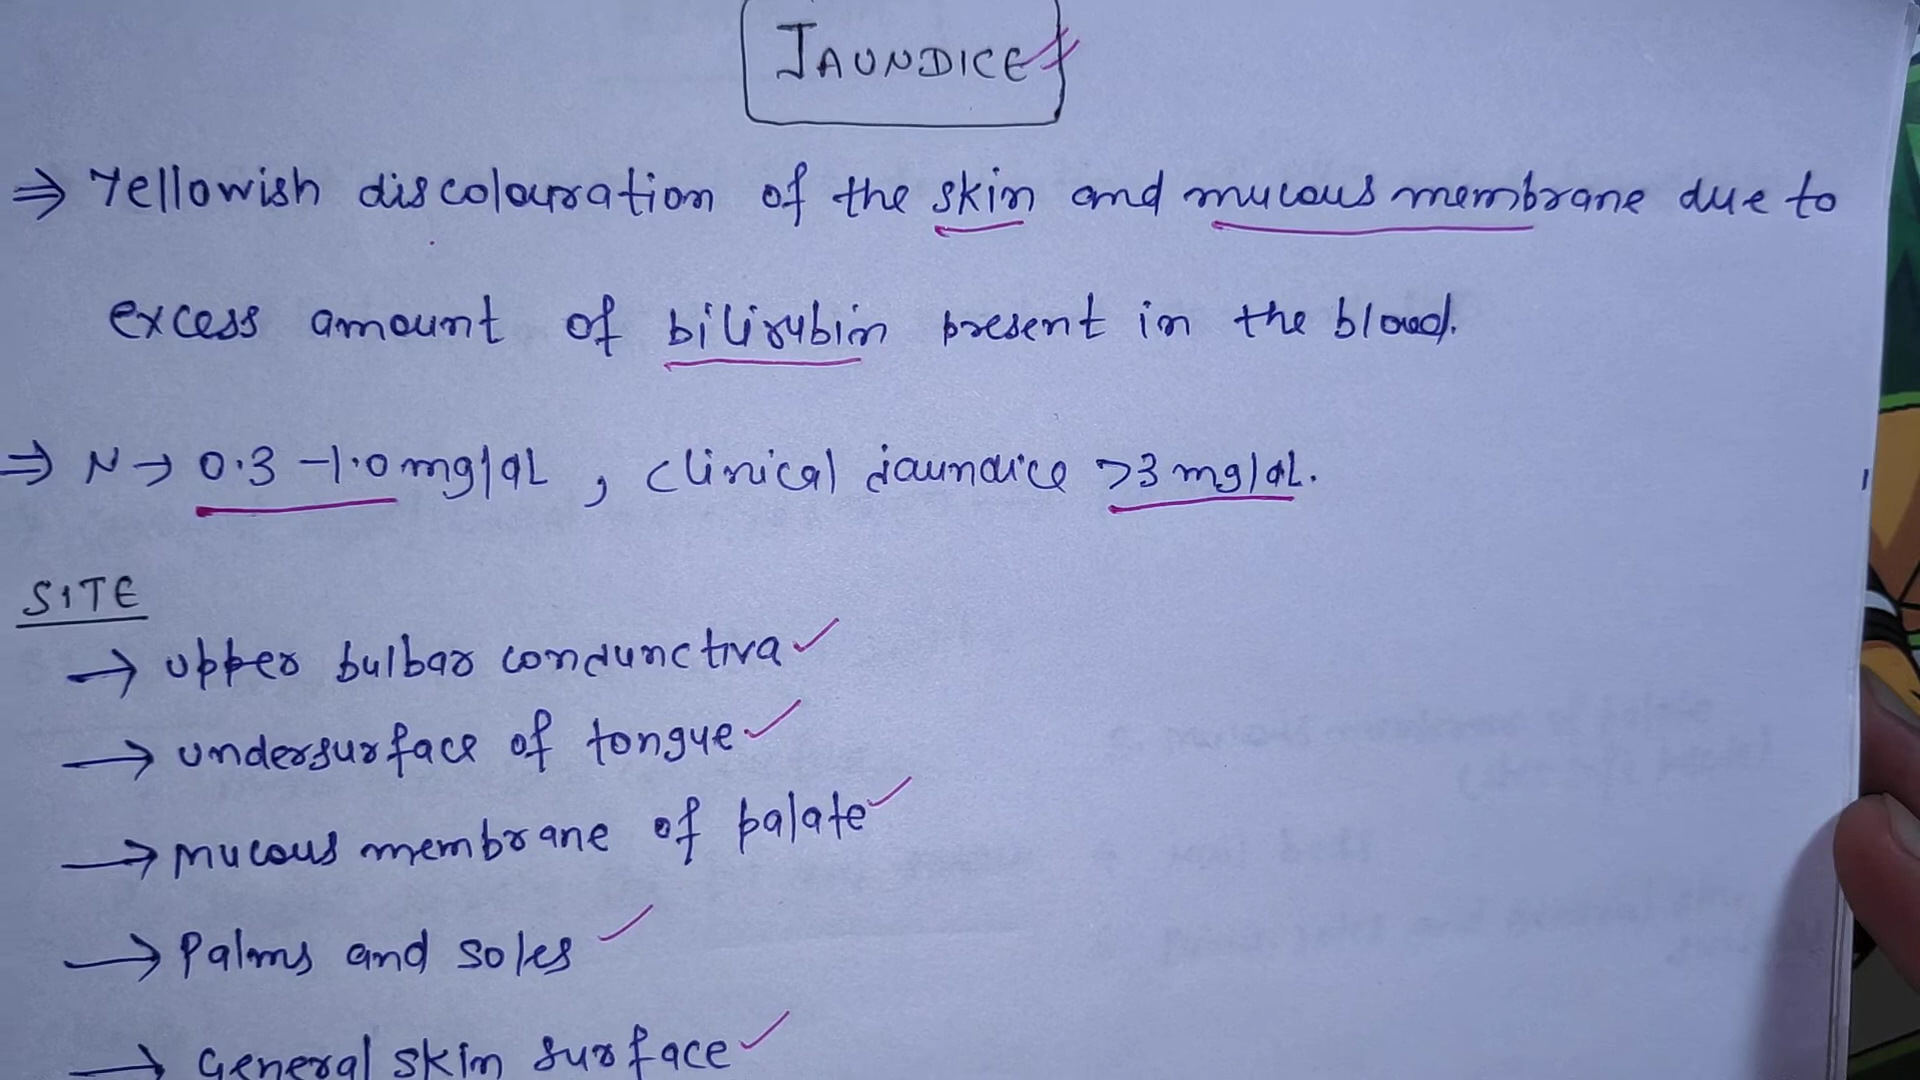 JAUNDICE
⇒ Yellowish discolouration of the skin and mucous membrane due to
excess amount of bilirubin present in the blood.
⇒ N → 0.3 - 1.0 mg/dL , clinical jaundice >3 mg/dL.
SITE
→ upper bulbar conjunctiva
→ undersurface of tongue
→ mucous membrane of palate
→ Palms and soles
→ General skin surface